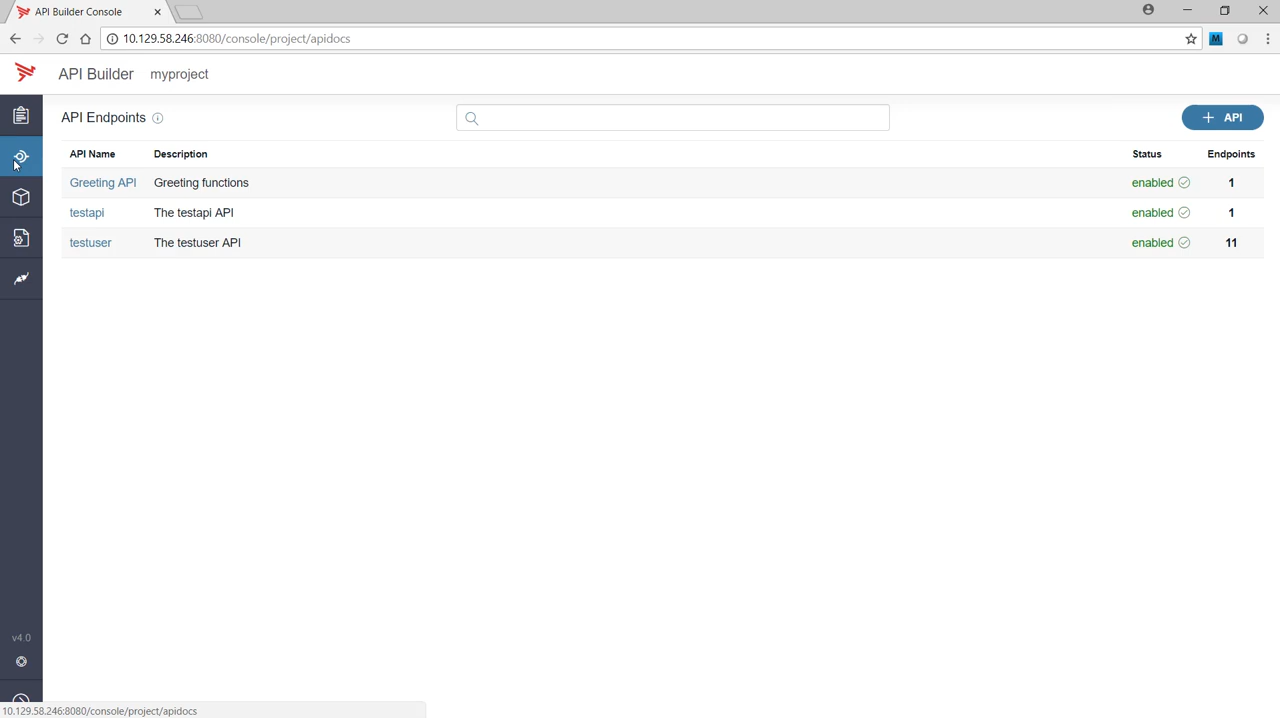 API Builder Console
10.129.58.246:8080/console/project/apidocs
M
API Builder myproject
API Endpoints
+ API
API Name Description Status Endpoints
Greeting API Greeting functions enabled 1
testapi The testapi API enabled 1
testuser The testuser API enabled 11
v4.0
10.129.58.246:8080/console/project/apidocs